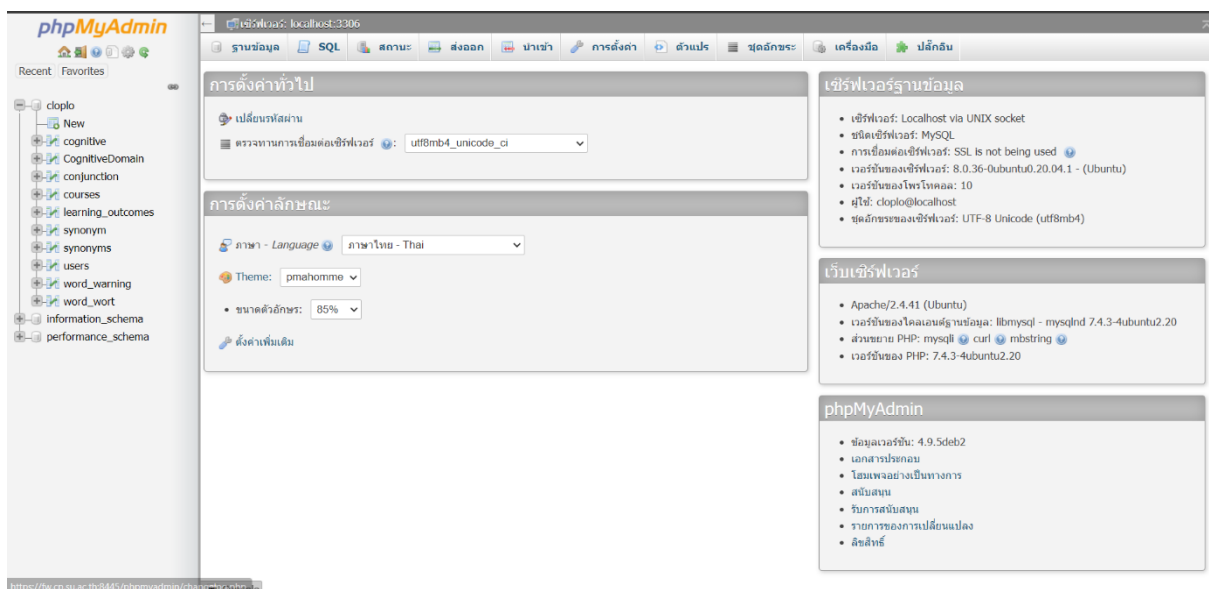 phpMyAdmin
Recent Favorites
cloplo
New
cognitive
CognitiveDomain
conjunction
courses
learning_outcomes
synonym
synonyms
users
word_warning
word_wort
information_schema
performance_schema
เซิร์ฟเวอร์: localhost:3306
ฐานข้อมูล SQL สถานะ ส่งออก นำเข้า การตั้งค่า ตัวแปร ชุดอักขระ เครื่องมือ ปลั๊กอิน
การตั้งค่าทั่วไป
เปลี่ยนรหัสผ่าน
ตรวจทานการเชื่อมต่อเซิร์ฟเวอร์ : utf8mb4_unicode_ci
การตั้งค่าลักษณะ
ภาษา - Language ภาษาไทย - Thai
Theme: pmahomme
ขนาดตัวอักษร: 85%
ตั้งค่าเพิ่มเติม
เซิร์ฟเวอร์ฐานข้อมูล
เซิร์ฟเวอร์: Localhost via UNIX socket
ชนิดเซิร์ฟเวอร์: MySQL
การเชื่อมต่อเซิร์ฟเวอร์: SSL is not being used
เวอร์ชันของเซิร์ฟเวอร์: 8.0.36-0ubuntu0.20.04.1 - (Ubuntu)
เวอร์ชันของโพรโทคอล: 10
ผู้ใช้: cloplo@localhost
ชุดอักขระของเซิร์ฟเวอร์: UTF-8 Unicode (utf8mb4)
เว็บเซิร์ฟเวอร์
Apache/2.4.41 (Ubuntu)
เวอร์ชันของไคลเอนต์ฐานข้อมูล: libmysql - mysqlnd 7.4.3-4ubuntu2.20
ส่วนขยาย PHP: mysqli curl mbstring
เวอร์ชันของ PHP: 7.4.3-4ubuntu2.20
phpMyAdmin
ข้อมูลเวอร์ชัน: 4.9.5deb2
เอกสารประกอบ
โฮมเพจอย่างเป็นทางการ
สนับสนุน
รับการสนับสนุน
รายการของการเปลี่ยนแปลง
ลิขสิทธิ์